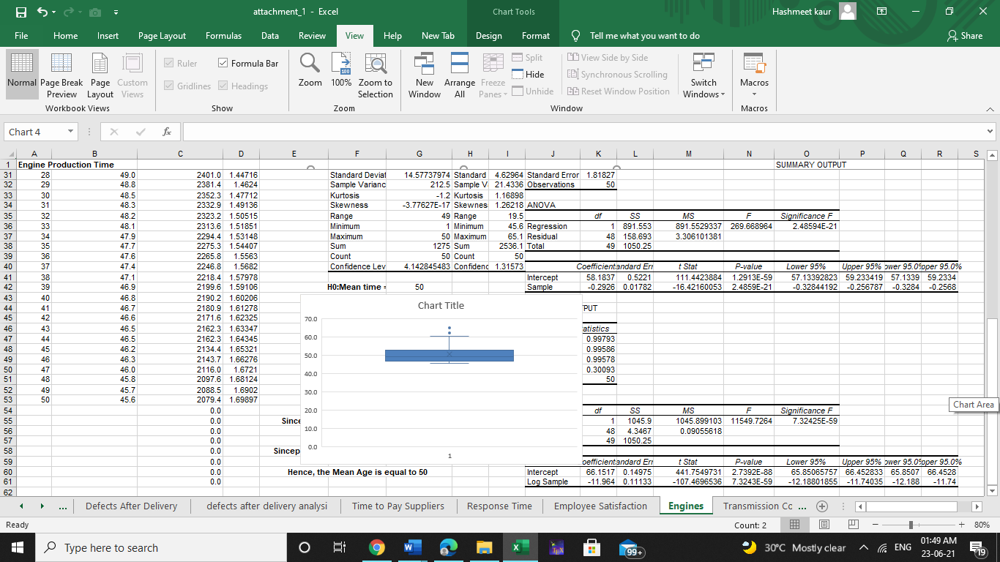 attachment_1 - Excel
Chart Tools
Hashmeet kaur
File Home Insert Page Layout Formulas Data Review View Help New Tab Design Format Tell me what you want to do Share
Normal Page Break Preview Page Layout Custom Views
Workbook Views
Ruler Formula Bar
Gridlines Headings
Show
Zoom 100% Zoom to Selection
Zoom
New Window Arrange All Freeze Panes
Split
Hide
Unhide
View Side by Side
Synchronous Scrolling
Reset Window Position
Switch Windows
Window
Macros
Macros
Chart 4
fx
A B C D E F G H I J K L M N O P Q R S
1 Engine Production Time SUMMARY OUTPUT
31 28 49.0 2401.0 1.44716 Standard Deviat 14.57737974 Standard 4.62964 Standard Error 1.81827
32 29 48.8 2381.4 1.4624 Sample Varianc 212.5 Sample V 21.4336 Observations 50
33 30 48.5 2352.3 1.47712 Kurtosis -1.2 Kurtosis 1.16898
34 31 48.3 2332.9 1.49136 Skewness -3.77627E-17 Skewnes 1.26218 ANOVA
35 32 48.2 2323.2 1.50515 Range 49 Range 19.5 df SS MS F Significance F
36 33 48.1 2313.6 1.51851 Minimum 1 Minimum 45.6 Regression 1 891.553 891.5529337 269.668964 2.48594E-21
37 34 47.9 2294.4 1.53148 Maximum 50 Maximum 65.1 Residual 48 158.693 3.306101381
38 35 47.7 2275.3 1.54407 Sum 1275 Sum 2536.1 Total 49 1050.25
39 36 47.6 2265.8 1.5563 Count 50 Count 50
40 37 47.4 2246.8 1.5682 Confidence Lev 4.142845483 Confidenc 1.31573 Coefficient andard Err t Stat P-value Lower 95% Upper 95% ower 95.0% pper 95.0%
41 38 47.1 2218.4 1.57978 Intercept 58.1837 0.5221 111.4423884 1.2913E-59 57.13392823 59.233419 57.1339 59.2334
42 39 46.9 2199.6 1.59106 H0:Mean time = 50 Sample -0.2926 0.01782 -16.42160053 2.4859E-21 -0.32844192 -0.256787 -0.3284 -0.2568
43 40 46.8 2190.2 1.60206
44 41 46.7 2180.9 1.61278 PUT
45 42 46.6 2171.6 1.62325
46 43 46.5 2162.3 1.63347 atistics
47 44 46.5 2162.3 1.64345 0.99793
48 45 46.2 2134.4 1.65321 0.99586
49 46 46.3 2143.7 1.66276 0.99578
50 47 46.0 2116.0 1.6721 0.30093
51 48 45.8 2097.6 1.68124 50
52 49 45.7 2088.5 1.6902
53 50 45.6 2079.4 1.69897
54 0.0 df SS MS F Significance F
55 0.0 Since 1 1045.9 1045.899103 11549.7264 7.32425E-59
56 0.0 48 4.3467 0.09055618
57 0.0 49 1050.25
58 0.0 Sincep
59 0.0 oefficient andard Err t Stat P-value Lower 95% Upper 95% ower 95.0% pper 95.0%
60 0.0 Hence, the Mean Age is equal to 50 Intercept 66.1517 0.14975 441.7549731 2.7392E-88 65.85065757 66.452833 65.8507 66.4528
61 0.0 Log Sample -11.964 0.11133 -107.4696536 7.3243E-59 -12.18801855 -11.74035 -12.188 -11.74
62
Chart Title
70.0
60.0
50.0
40.0
30.0
20.0
10.0
0.0
1
Chart Area
... Defects After Delivery defects after delivery analysi Time to Pay Suppliers Response Time Employee Satisfaction Engines Transmission Cc ...
Ready Count: 2 80%
Type here to search
99+
30°C Mostly clear
ENG
01:49 AM
23-06-21
19